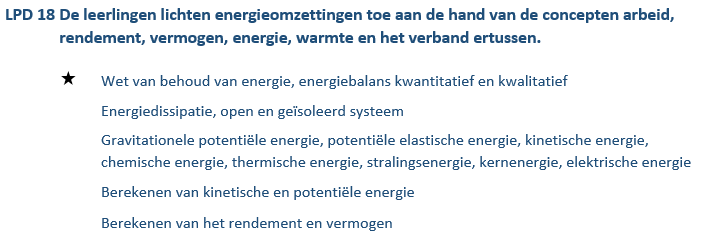 LPD 18 De leerlingen lichten energieomzettingen toe aan de hand van de concepten arbeid,
rendement, vermogen, energie, warmte en het verband ertussen.
★ Wet van behoud van energie, energiebalans kwantitatief en kwalitatief
Energiedissipatie, open en geïsoleerd systeem
Gravitationele potentiële energie, potentiële elastische energie, kinetische energie,
chemische energie, thermische energie, stralingsenergie, kernenergie, elektrische energie
Berekenen van kinetische en potentiële energie
Berekenen van het rendement en vermogen